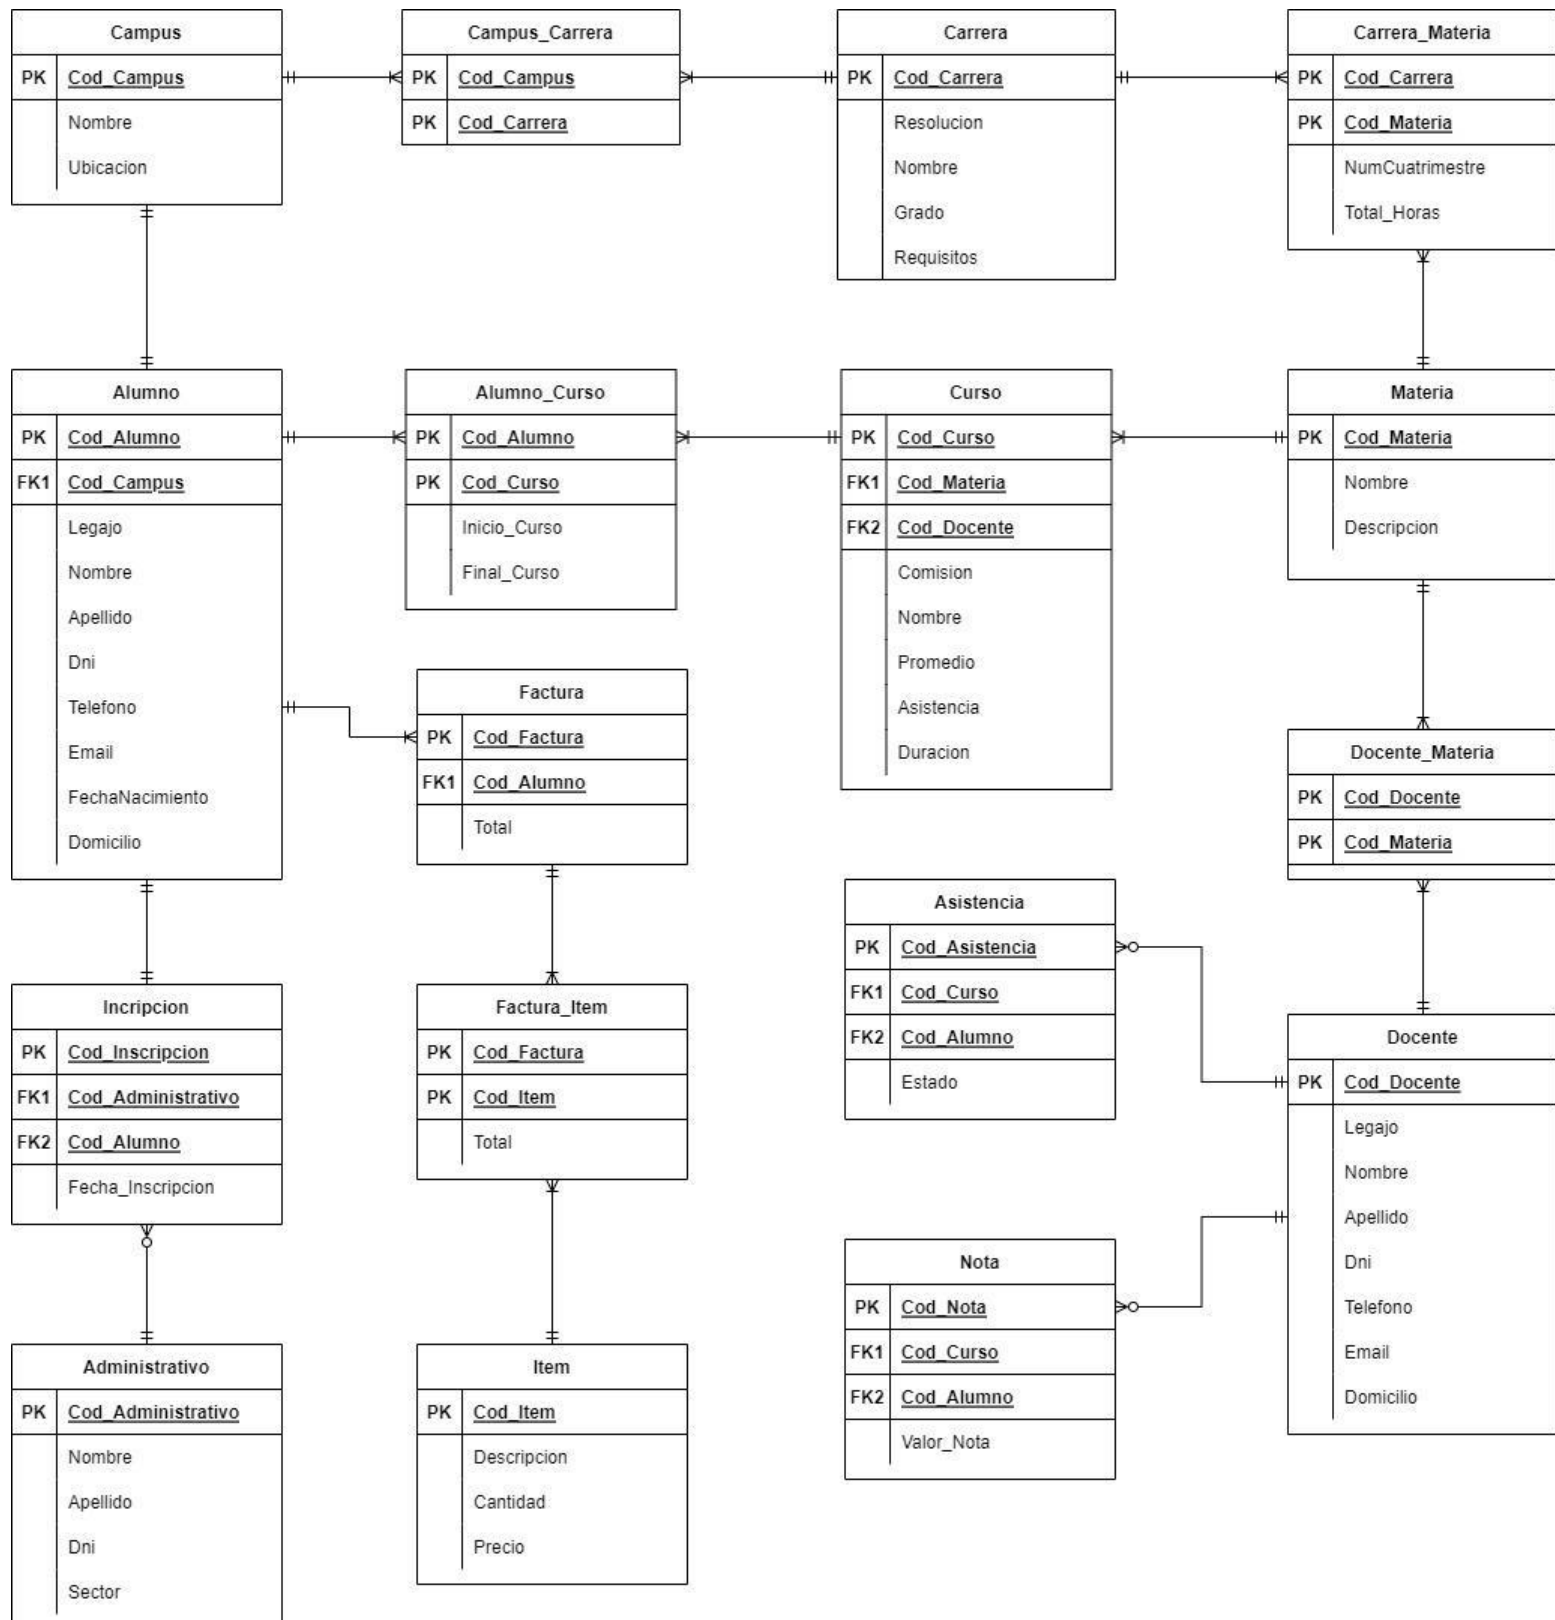 Campus
PK Cod_Campus
Nombre
Ubicacion
Campus_Carrera
PK Cod_Campus
PK Cod_Carrera
Carrera
PK Cod_Carrera
Resolucion
Nombre
Grado
Requisitos
Carrera_Materia
PK Cod_Carrera
PK Cod_Materia
NumCuatrimestre
Total_Horas
Alumno
PK Cod_Alumno
FK1 Cod_Campus
Legajo
Nombre
Apellido
Dni
Telefono
Email
FechaNacimiento
Domicilio
Alumno_Curso
PK Cod_Alumno
PK Cod_Curso
Inicio_Curso
Final_Curso
Curso
PK Cod_Curso
FK1 Cod_Materia
FK2 Cod_Docente
Comision
Nombre
Promedio
Asistencia
Duracion
Materia
PK Cod_Materia
Nombre
Descripcion
Factura
PK Cod_Factura
FK1 Cod_Alumno
Total
Docente_Materia
PK Cod_Docente
PK Cod_Materia
Asistencia
PK Cod_Asistencia
FK1 Cod_Curso
FK2 Cod_Alumno
Estado
Incripcion
PK Cod_Inscripcion
FK1 Cod_Administrativo
FK2 Cod_Alumno
Fecha_Inscripcion
Factura_Item
PK Cod_Factura
PK Cod_Item
Total
Docente
PK Cod_Docente
Legajo
Nombre
Apellido
Dni
Telefono
Email
Domicilio
Nota
PK Cod_Nota
FK1 Cod_Curso
FK2 Cod_Alumno
Valor_Nota
Administrativo
PK Cod_Administrativo
Nombre
Apellido
Dni
Sector
Item
PK Cod_Item
Descripcion
Cantidad
Precio